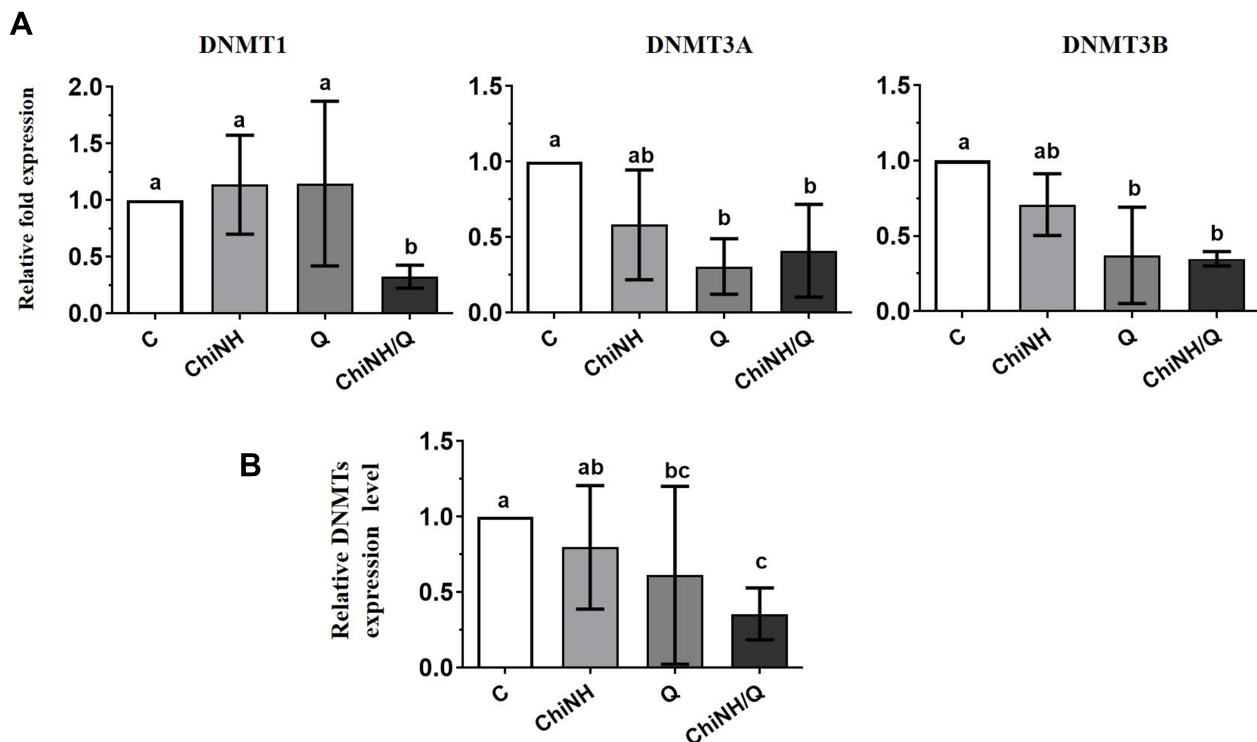 A
DNMT1
DNMT3A
DNMT3B
Relative fold expression
2.0
1.5
1.0
0.5
0.0
a
a
a
b
C
ChiNH
Q
ChiNH/Q
1.5
1.0
0.5
0.0
a
ab
b
b
C
ChiNH
Q
ChiNH/Q
1.5
1.0
0.5
0.0
a
ab
b
b
C
ChiNH
Q
ChiNH/Q
B
Relative DNMTs
expression level
1.5
1.0
0.5
0.0
a
ab
bc
c
C
ChiNH
Q
ChiNH/Q